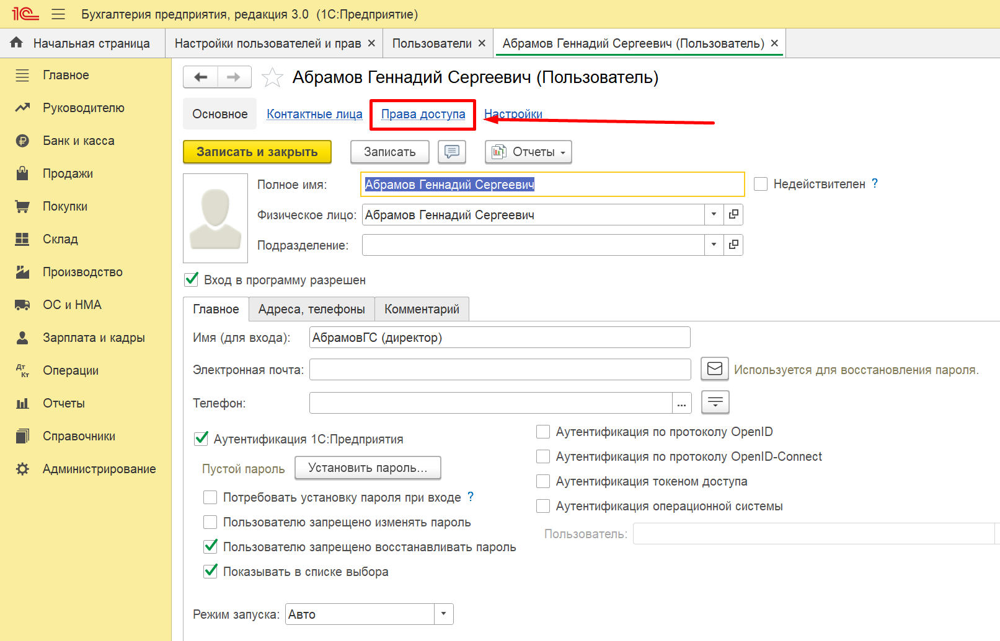 1С Бухгалтерия предприятия, редакция 3.0 (1С:Предприятие)
Начальная страница Настройки пользователей и прав × Пользователи × Абрамов Геннадий Сергеевич (Пользователь) ×
Главное
Руководителю
Банк и касса
Продажи
Покупки
Склад
Производство
ОС и НМА
Зарплата и кадры
Дт Кт Операции
Отчеты
Справочники
Администрирование
Абрамов Геннадий Сергеевич (Пользователь)
Основное Контактные лица Права доступа Настройки
Записать и закрыть Записать Отчеты
Полное имя: Абрамов Геннадий Сергеевич Недействителен ?
Физическое лицо: Абрамов Геннадий Сергеевич
Подразделение:
Вход в программу разрешен
Главное Адреса, телефоны Комментарий
Имя (для входа): АбрамовГС (директор)
Электронная почта: Используется для восстановления пароля.
Телефон: ...
Аутентификация 1С:Предприятия
Пустой пароль Установить пароль...
Потребовать установку пароля при входе ?
Пользователю запрещено изменять пароль
Пользователю запрещено восстанавливать пароль
Показывать в списке выбора
Аутентификация по протоколу OpenID
Аутентификация по протоколу OpenID-Connect
Аутентификация токеном доступа
Аутентификация операционной системы
Пользователь:
Режим запуска: Авто